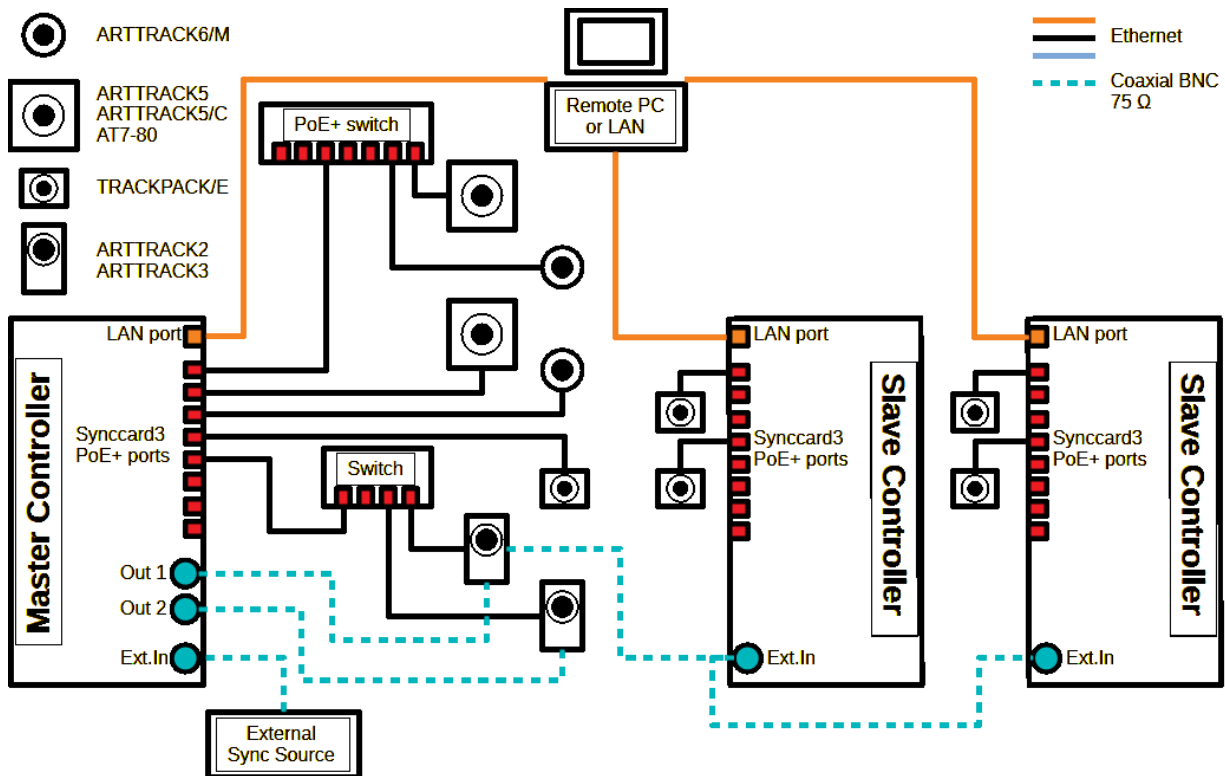 ARTTRACK6/M
ARTTRACK5
ARTTRACK5/C
AT7-80
TRACKPACK/E
ARTTRACK2
ARTTRACK3
PoE+ switch
Remote PC
or LAN
Ethernet
Coaxial BNC
75 Ω
Master Controller
LAN port
Synccard3
PoE+ ports
Out 1
Out 2
Ext.In
Switch
External
Sync Source
LAN port
Synccard3
PoE+ ports
Ext.In
Slave Controller
LAN port
Synccard3
PoE+ ports
Ext.In
Slave Controller